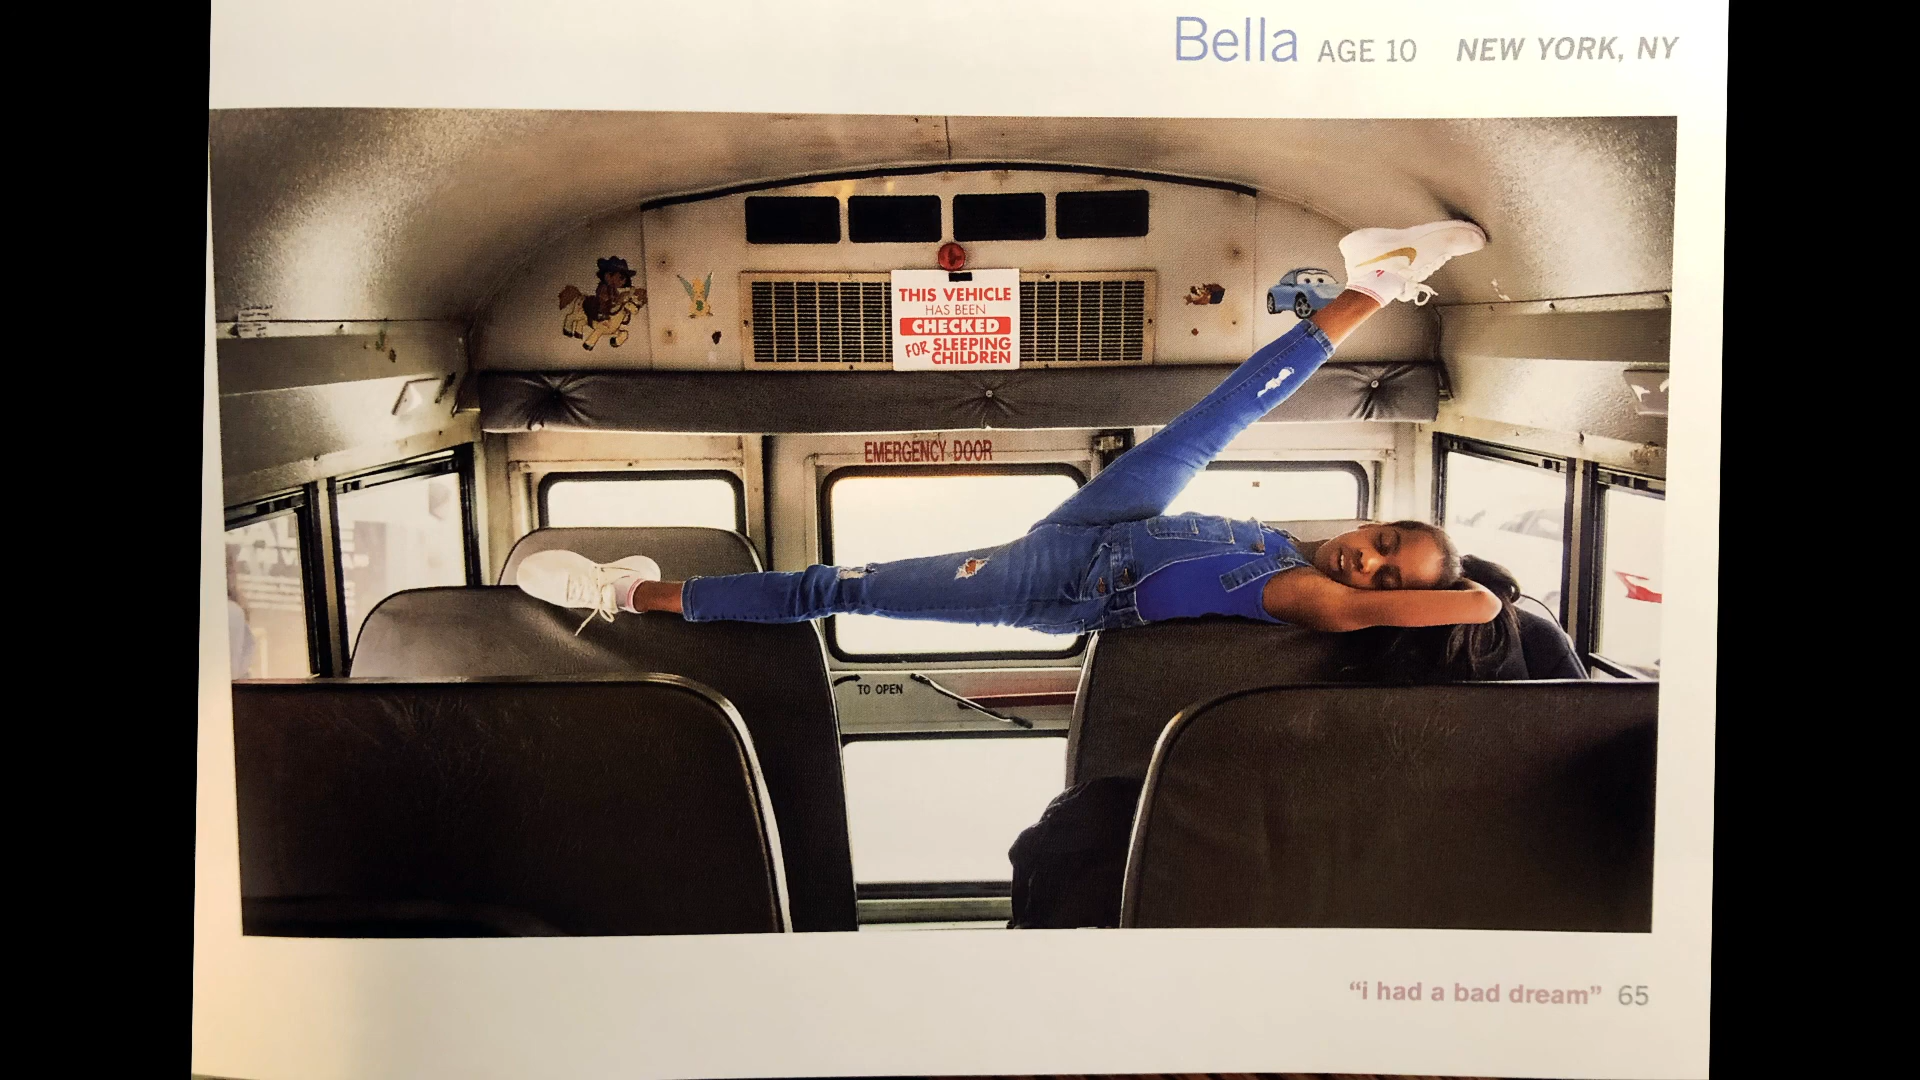 Bella AGE 10 NEW YORK, NY
THIS VEHICLE
HAS BEEN
CHECKED
FOR SLEEPING
CHILDREN
EMERGENCY DOOR
TO OPEN
“i had a bad dream” 65